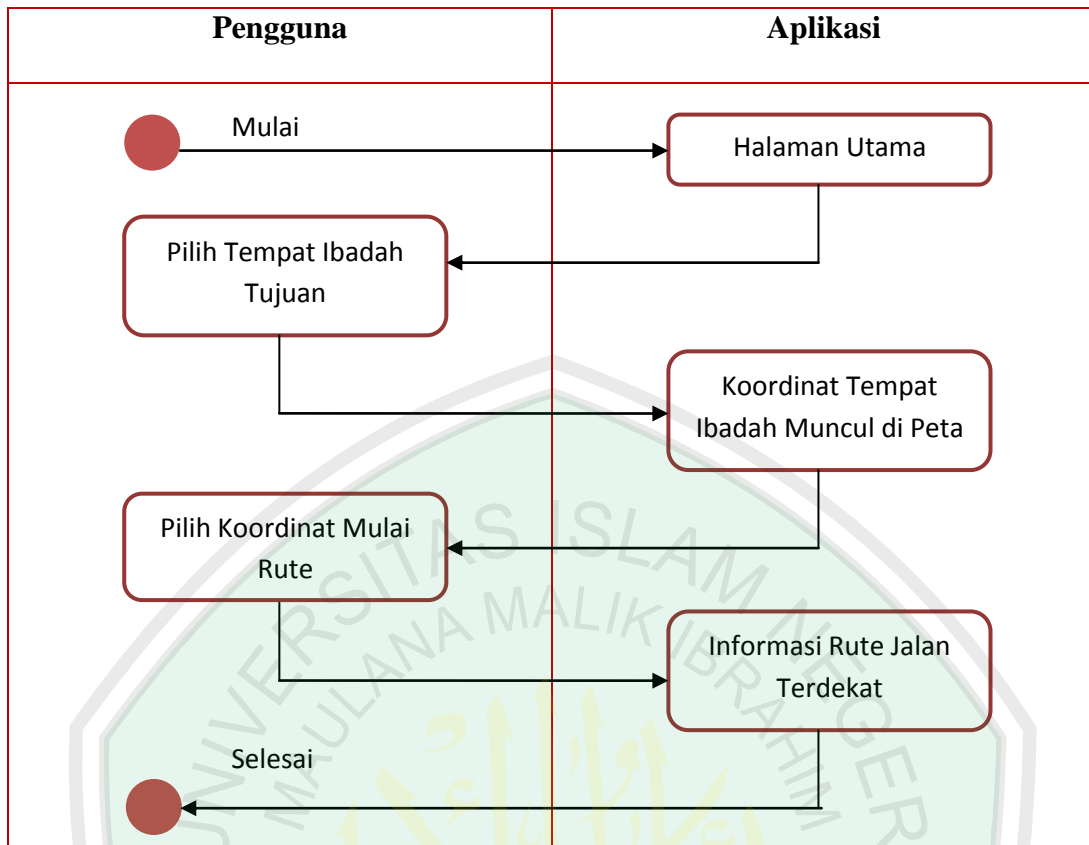 Pengguna
Aplikasi
Mulai
Halaman Utama
Pilih Tempat Ibadah
Tujuan
Koordinat Tempat
Ibadah Muncul di Peta
Pilih Koordinat Mulai
Rute
Informasi Rute Jalan
Terdekat
Selesai
UNIVERSITAS ISLAM NEGER
MAULANA MALIK IBRAHIM